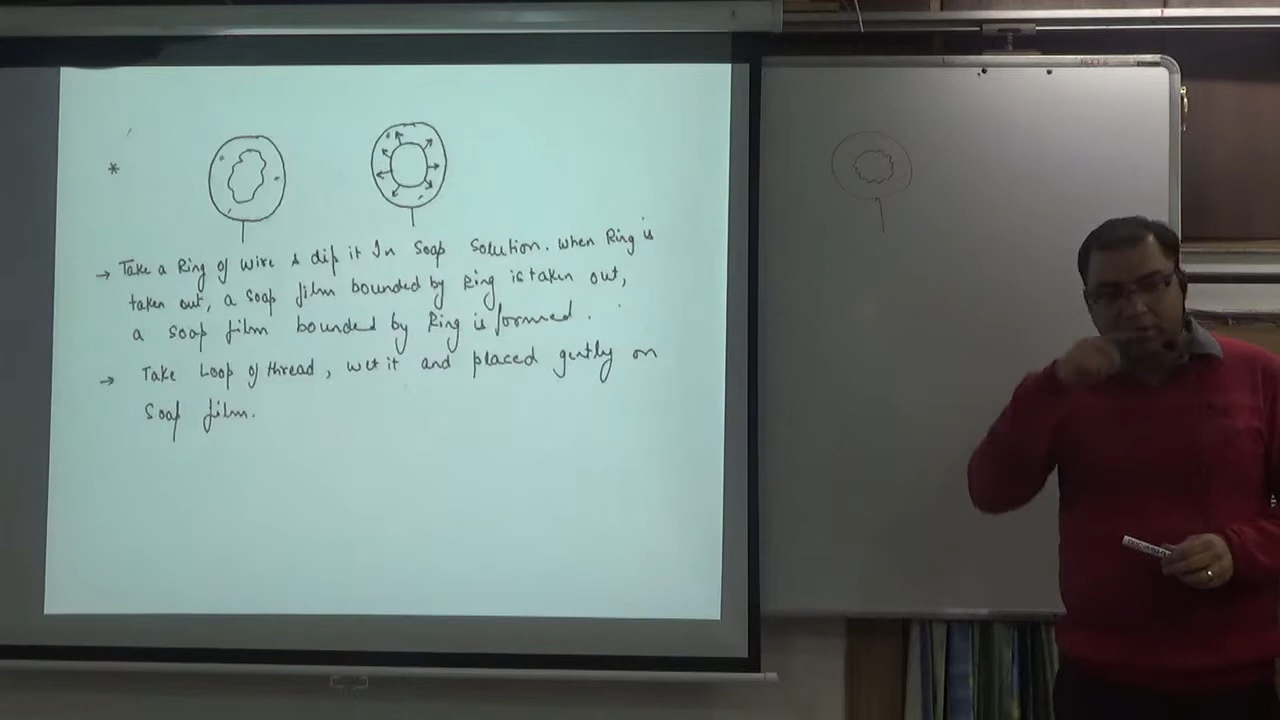 *
→ Take a Ring of wire & dip it In Soap Solution. When Ring is
taken out, a soap film bounded by Ring is taken out,
a soap film bounded by Ring is formed.
→ Take Loop of thread, wet it and placed gently on
Soap film.